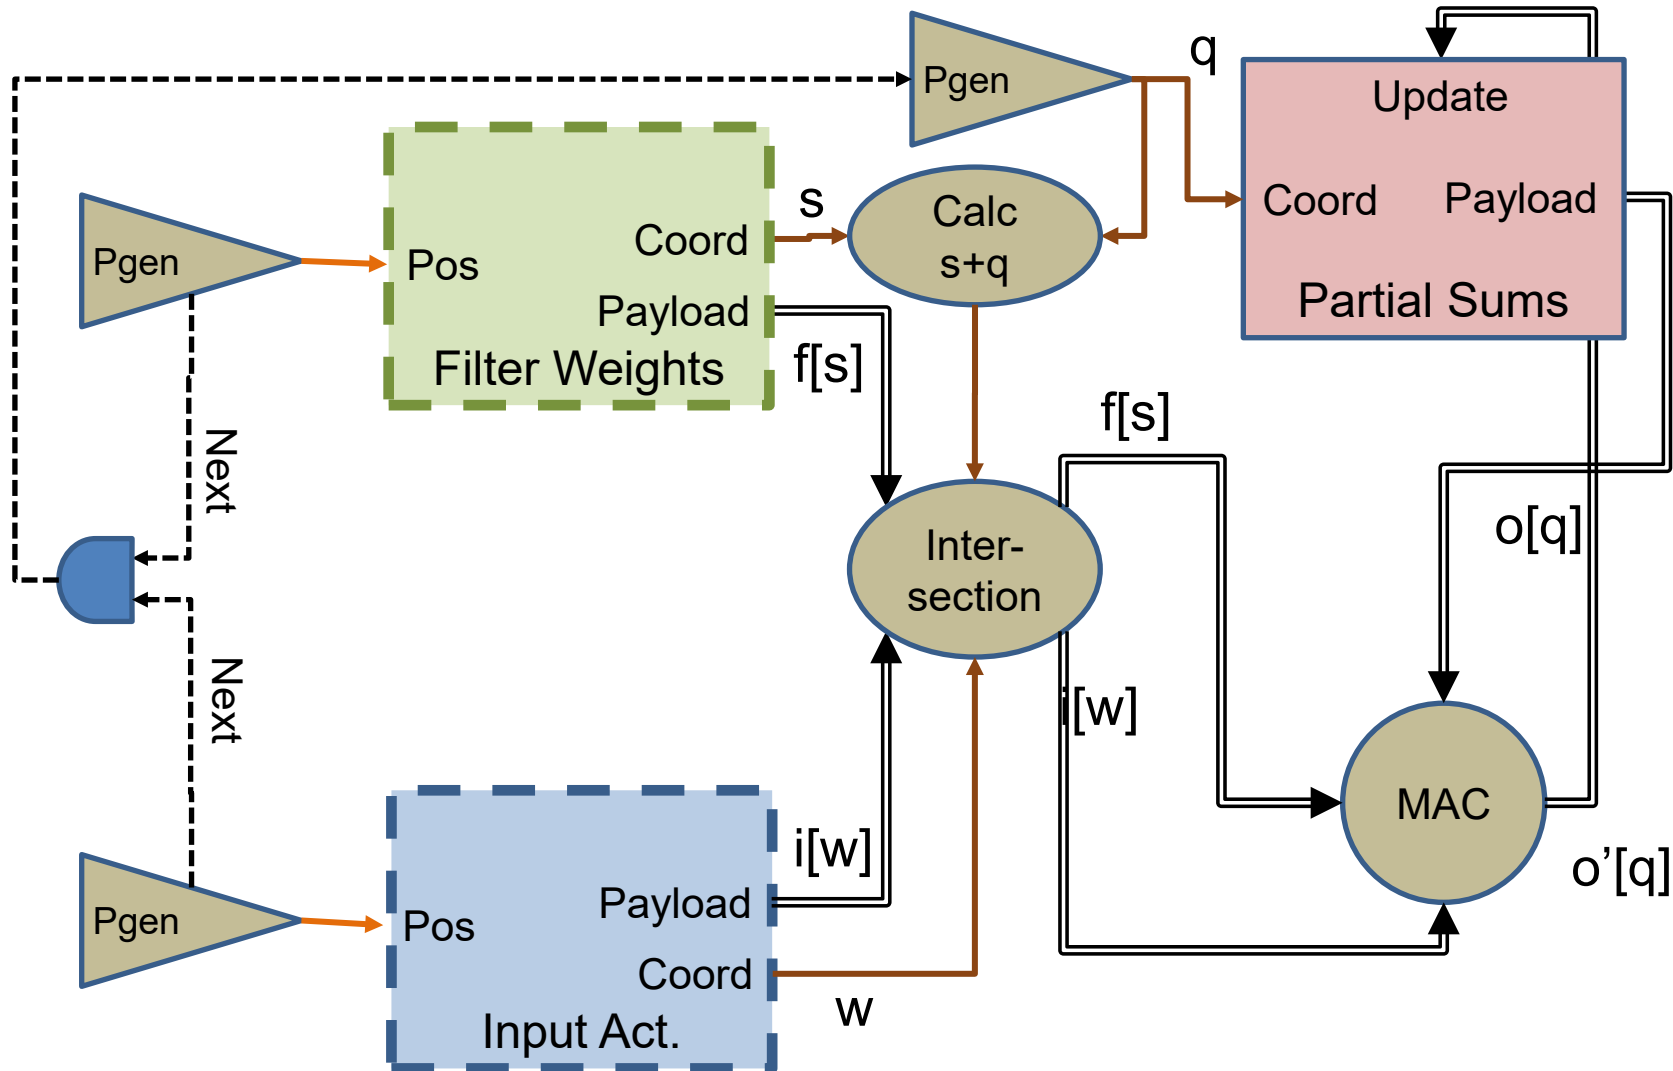 Pgen
q
Update
Coord
Payload
Partial Sums
Pgen
Pos
Coord
Payload
Filter Weights
s
Calc
s+q
f[s]
Next
Next
Inter-
section
f[s]
o[q]
i[w]
MAC
o’[q]
Pgen
Pos
Payload
Coord
Input Act.
i[w]
w